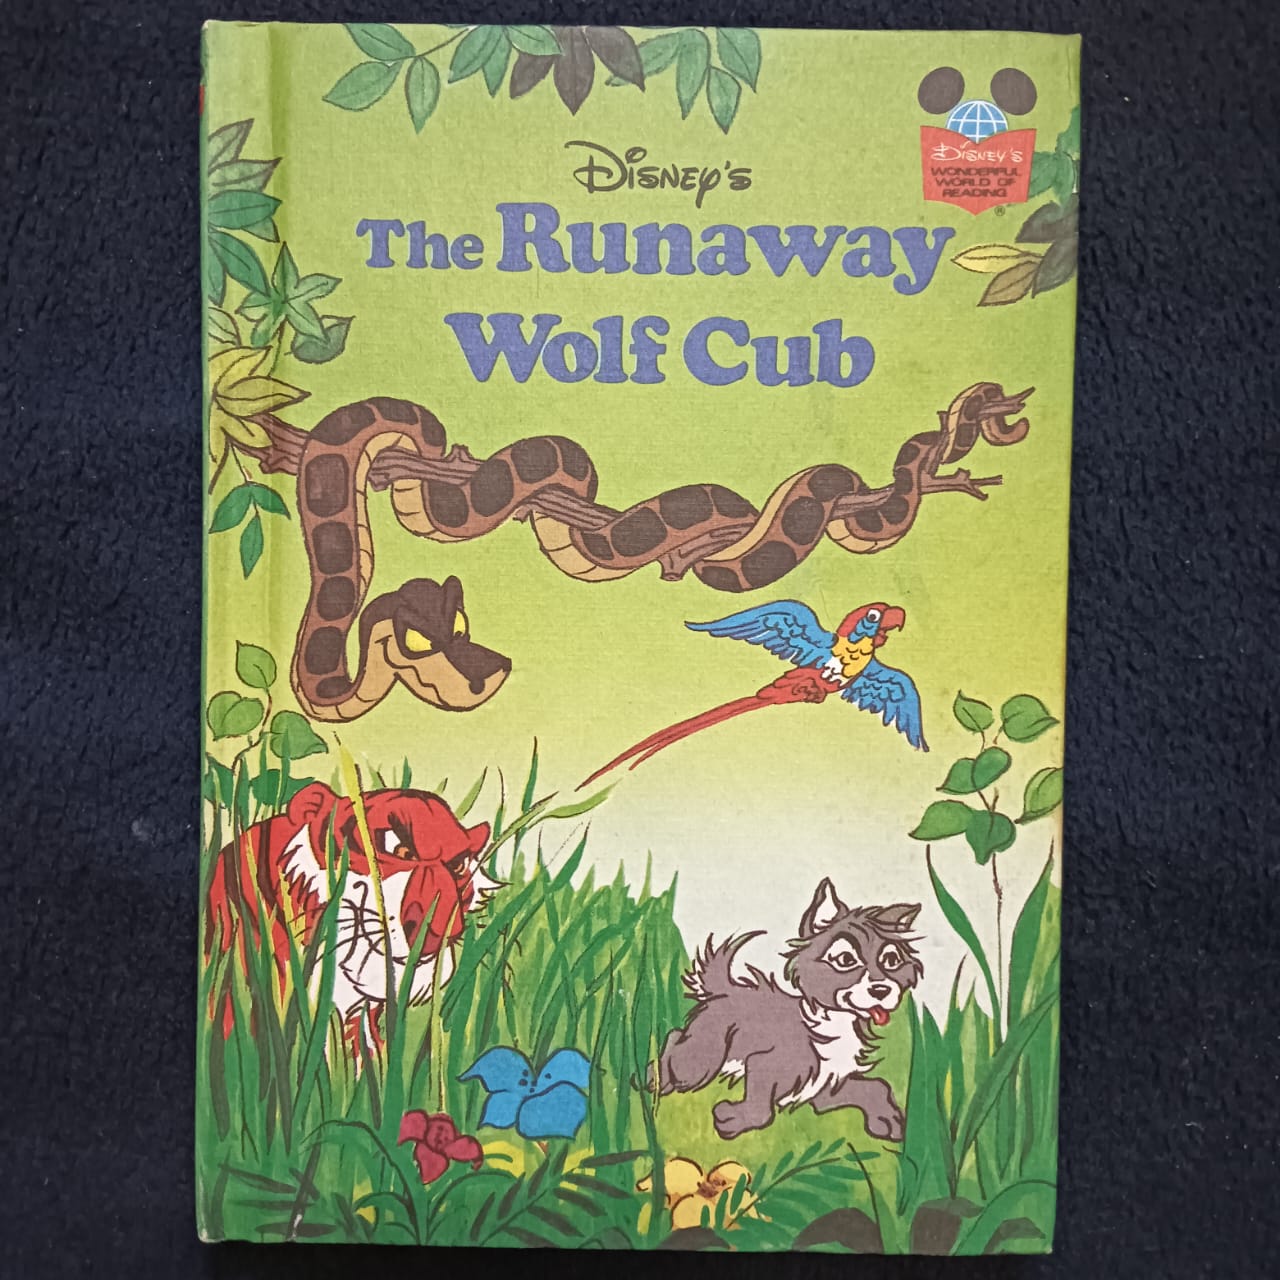 Disney's
The Runaway
Wolf Cub
Disney's
WONDERFUL
WORLD OF
READING
®